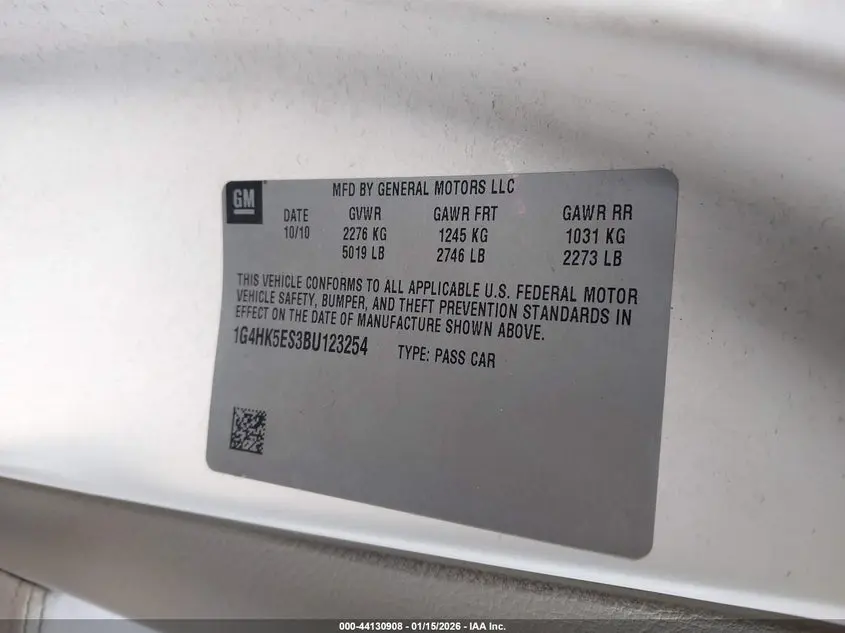 GM
MFD BY GENERAL MOTORS LLC
DATE GVWR GAWR FRT GAWR RR
10/10 2276 KG 1245 KG 1031 KG
5019 LB 2746 LB 2273 LB
THIS VEHICLE CONFORMS TO ALL APPLICABLE U.S. FEDERAL MOTOR
VEHICLE SAFETY, BUMPER, AND THEFT PREVENTION STANDARDS IN
EFFECT ON THE DATE OF MANUFACTURE SHOWN ABOVE.
1G4HK5ES3BU123254 TYPE: PASS CAR
000-44130908 - 01/15/2026 - IAA Inc.